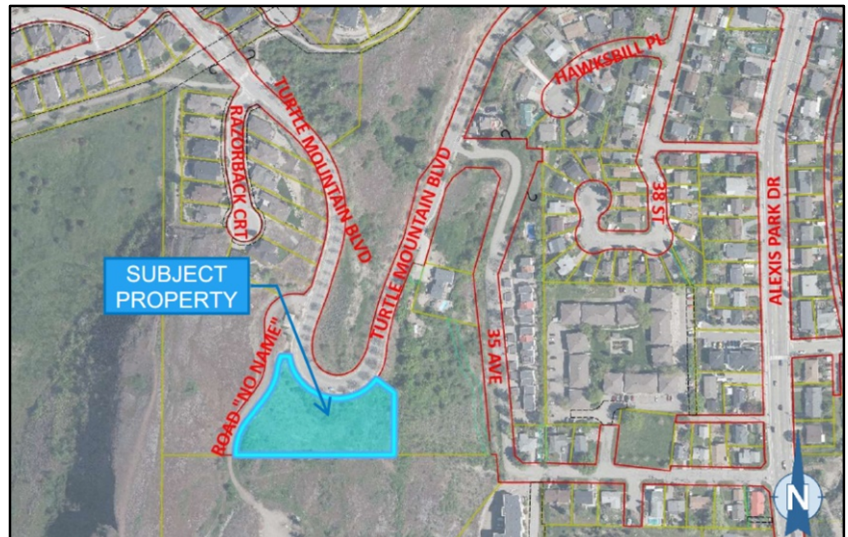 HAWKSBILL PL
TURTLE MOUNTAIN BLVD
RAZORBACK CRT
TURTLE MOUNTAIN BLVD
38 ST
ALEXIS PARK DR
SUBJECT
PROPERTY
ROAD "NO NAME"
35 AVE
N